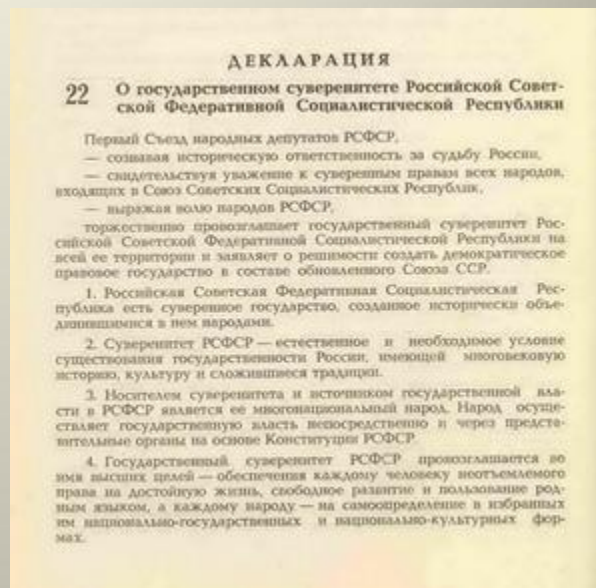 ДЕКЛАРАЦИЯ
22 О государственном суверенитете Российской Совет-
ской Федеративной Социалистической Республики
Первый Съезд народных депутатов РСФСР,
— сознавая историческую ответственность за судьбу России,
— свидетельствуя уважение к суверенным правам всех народов,
входящих в Союз Советских Социалистических Республик,
— выражая волю народов РСФСР,
торжественно провозглашает государственный суверенитет Рос-
сийской Советской Федеративной Социалистической Республики на
всей ее территории и заявляет о решимости создать демократическое
правовое государство в составе обновленного Союза ССР.
1. Российская Советская Федеративная Социалистическая Рес-
публика есть суверенное государство, созданное исторически объе-
динившимися в нем народами.
2. Суверенитет РСФСР — естественное и необходимое условие
существования государственности России, имеющей многовековую
историю, культуру и сложившиеся традиции.
3. Носителем суверенитета и источником государственной вла-
сти в РСФСР является ее многонациональный народ. Народ осуще-
ствляет государственную власть непосредственно и через предста-
вительные органы на основе Конституции РСФСР.
4. Государственный суверенитет РСФСР провозглашается во
имя высших целей — обеспечения каждому человеку неотъемлемого
права на достойную жизнь, свободное развитие и пользование род-
ным языком, а каждому народу — на самоопределение в избранных
им национально-государственных и национально-культурных фор-
мах.